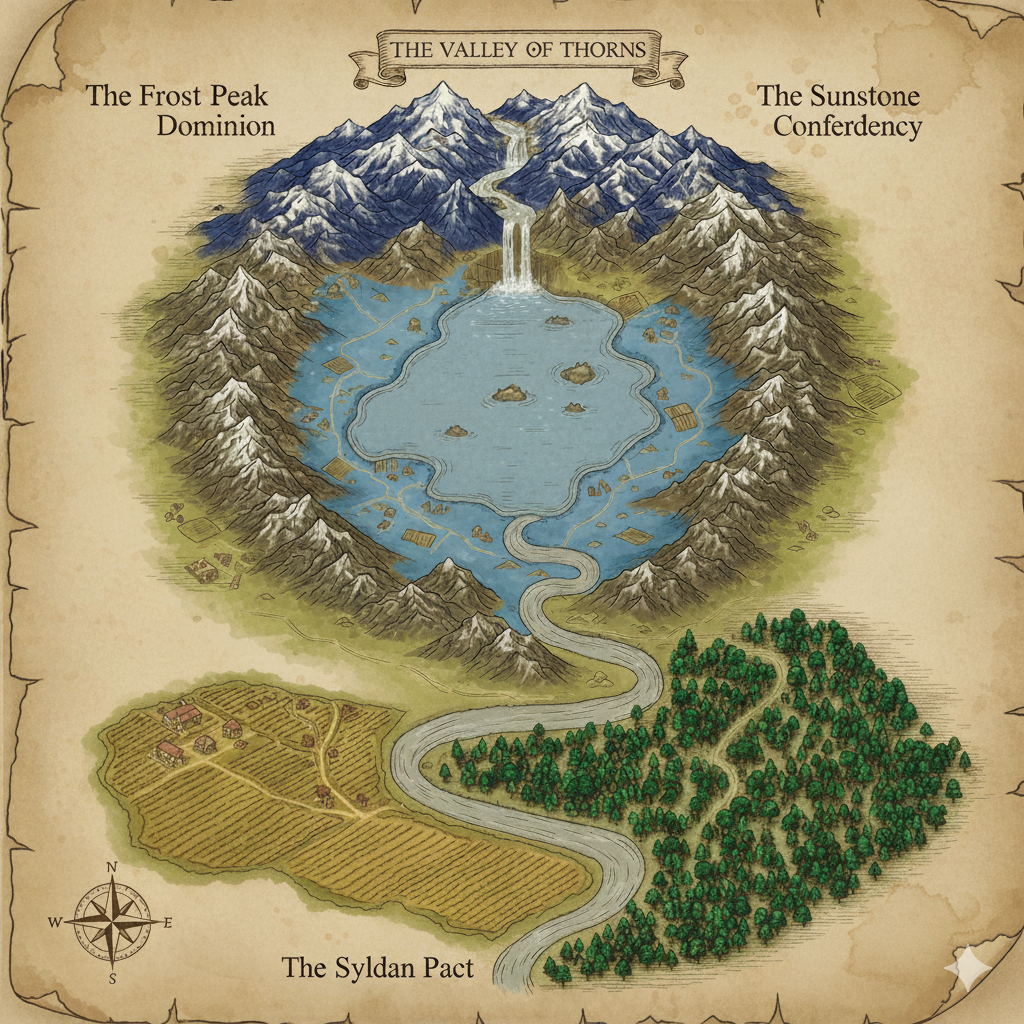 THE VALLEY OF THORNS
The Frost Peak
Dominion
The Sunstone
Conferdency
N
W E
S
The Syldan Pact